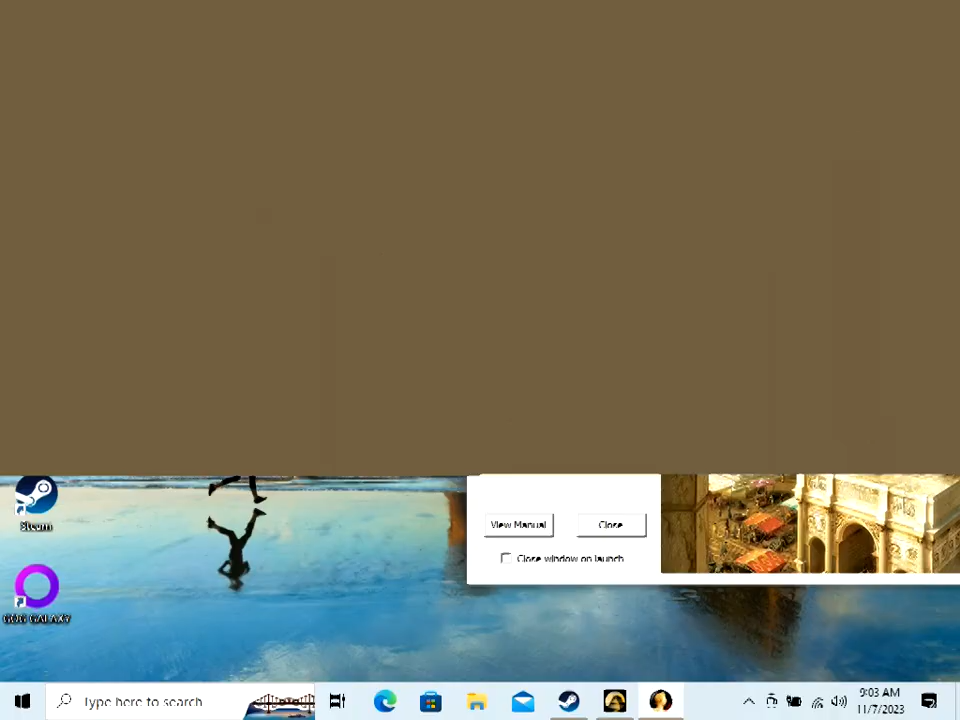 Steam
View Manual
Close
Close window on launch
GOG GALAXY
Type here to search
9:03 AM
11/7/2023